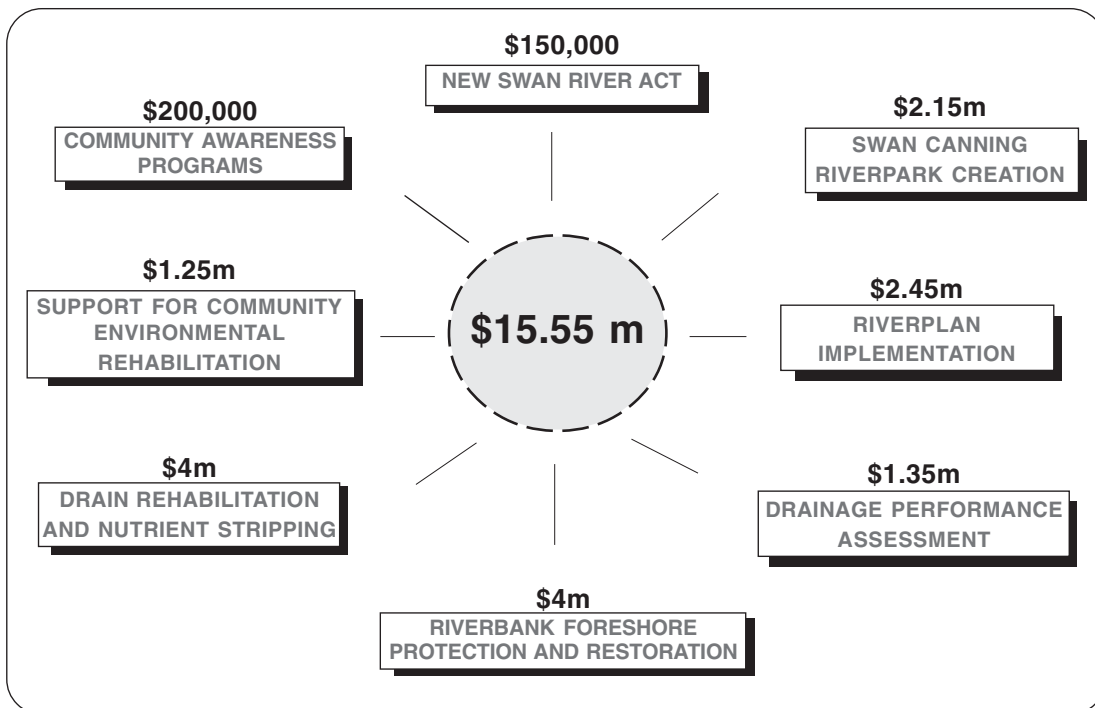 $150,000
NEW SWAN RIVER ACT
$200,000
COMMUNITY AWARENESS
PROGRAMS
$2.15m
SWAN CANNING
RIVERPARK CREATION
$1.25m
SUPPORT FOR COMMUNITY
ENVIRONMENTAL
REHABILITATION
$15.55 m
$2.45m
RIVERPLAN
IMPLEMENTATION
$4m
DRAIN REHABILITATION
AND NUTRIENT STRIPPING
$1.35m
DRAINAGE PERFORMANCE
ASSESSMENT
$4m
RIVERBANK FORESHORE
PROTECTION AND RESTORATION